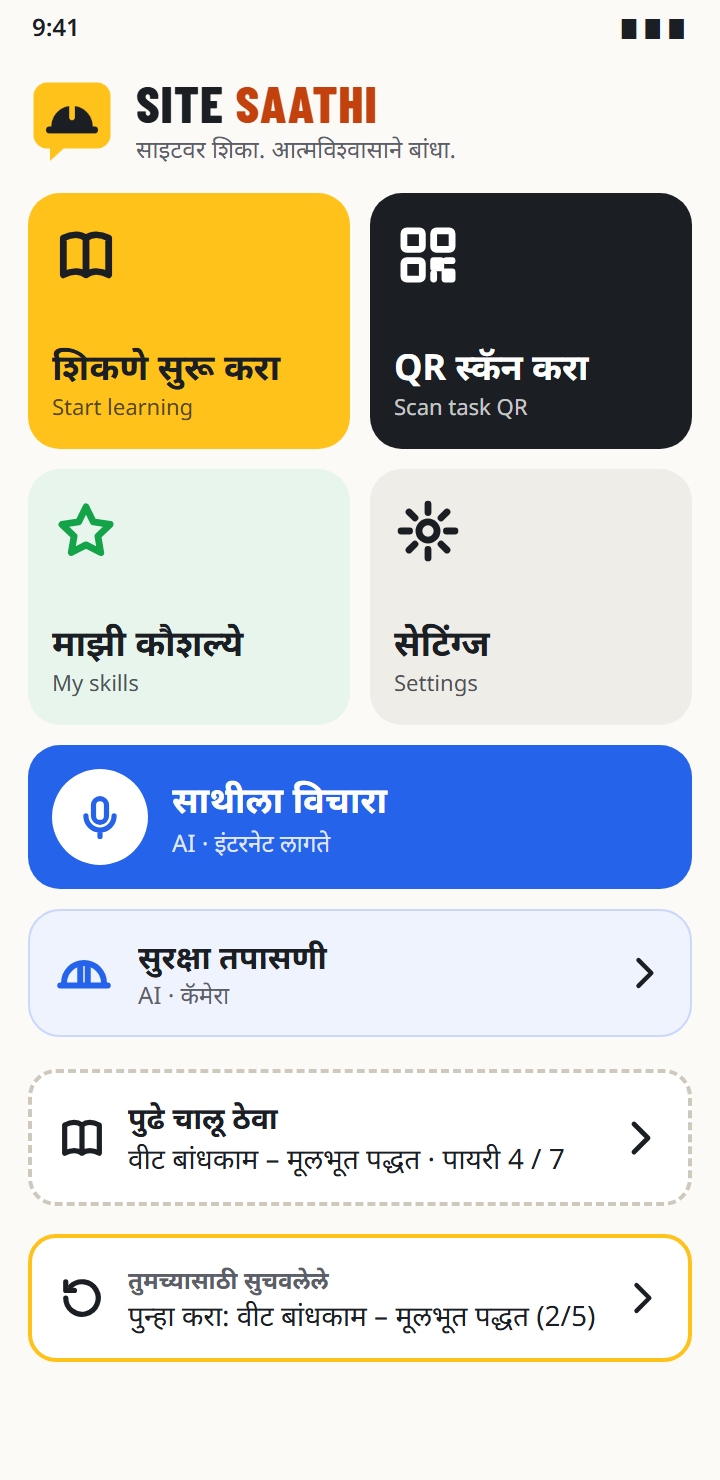 9:41
SITE SAATHI
साइटवर शिका. आत्मविश्वासाने बांधा.
शिकणे सुरू करा
Start learning
QR स्कॅन करा
Scan task QR
माझी कौशल्ये
My skills
सेटिंग्ज
Settings
साथीला विचारा
AI · इंटरनेट लागते
सुरक्षा तपासणी
AI · कॅमेरा
पुढे चालू ठेवा
वीट बांधकाम – मूलभूत पद्धत · पायरी 4 / 7
तुमच्यासाठी सुचवलेले
पुन्हा करा: वीट बांधकाम – मूलभूत पद्धत (2/5)